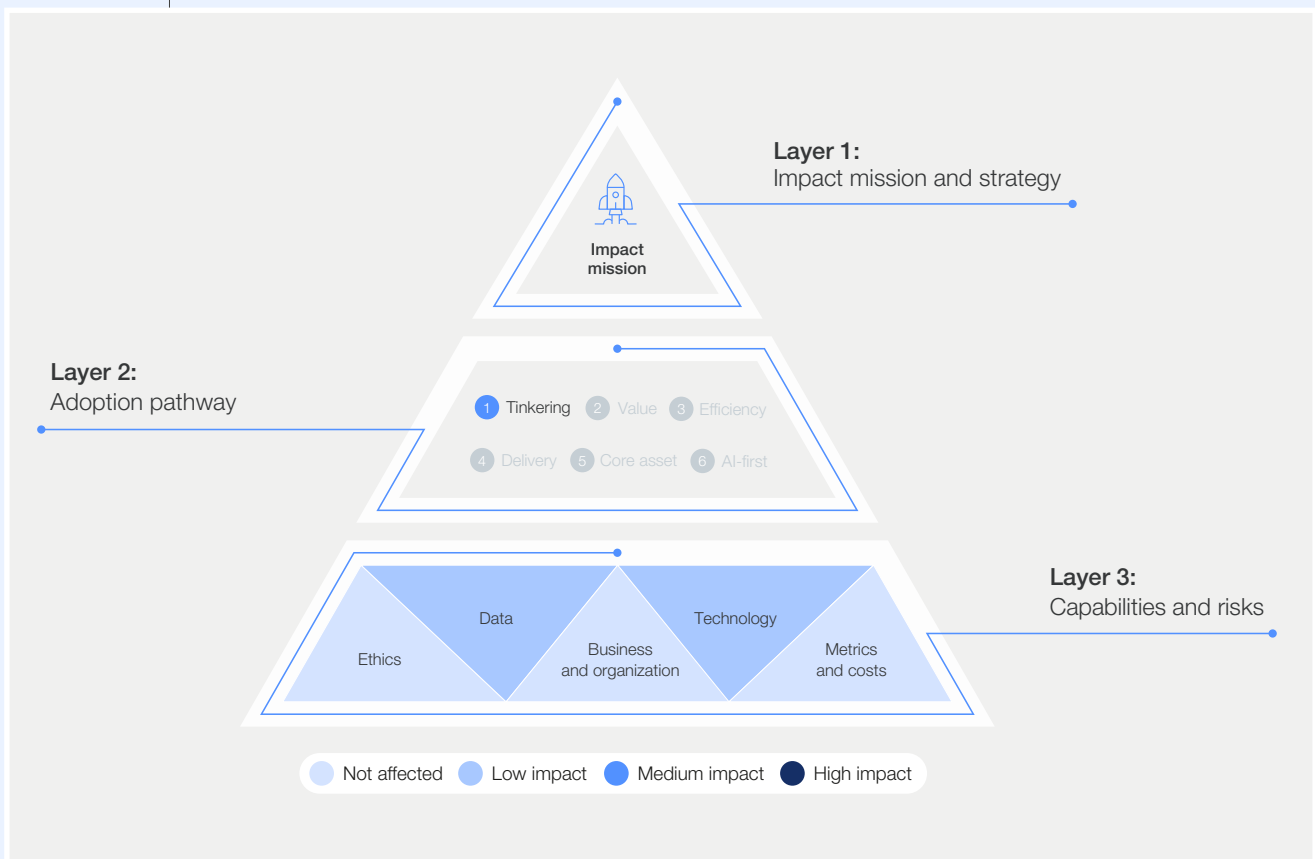 Layer 1:
Impact mission and strategy
Impact
mission
Layer 2:
Adoption pathway
1 Tinkering 2 Value 3 Efficiency
4 Delivery 5 Core asset 6 AI-first
Layer 3:
Capabilities and risks
Data
Technology
Ethics
Business
and organization
Metrics
and costs
Not affected Low impact Medium impact High impact